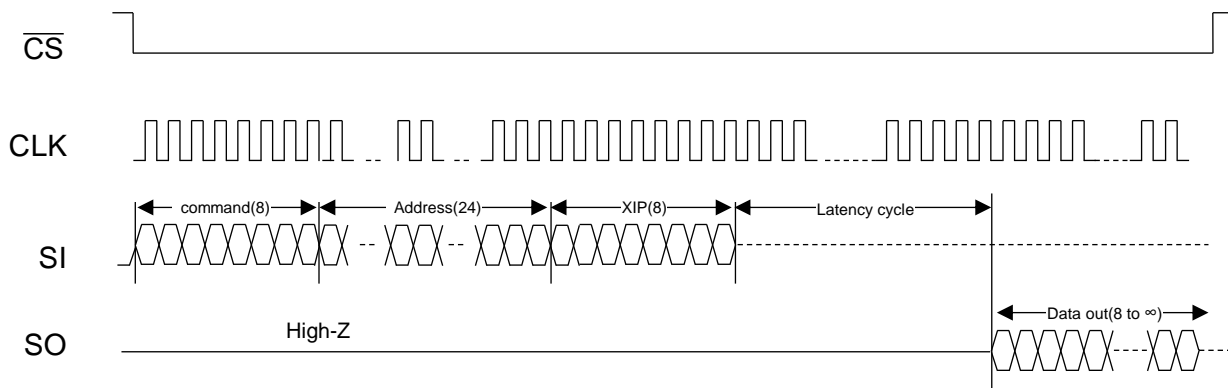 CS
CLK
command(8) Address(24) XIP(8) Latency cycle
SI
Data out(8 to ∞)
High-Z
SO